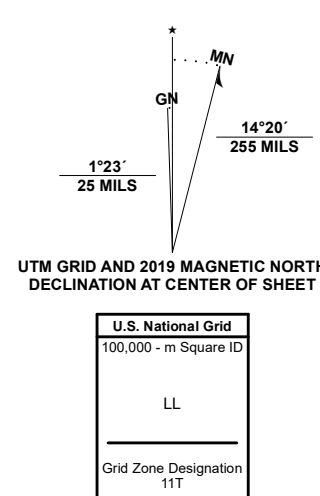 MN
GN
14°20´
255 MILS
1°23´
25 MILS
UTM GRID AND 2019 MAGNETIC NORTH
DECLINATION AT CENTER OF SHEET
U.S. National Grid
100,000 - m Square ID
LL
Grid Zone Designation
11T